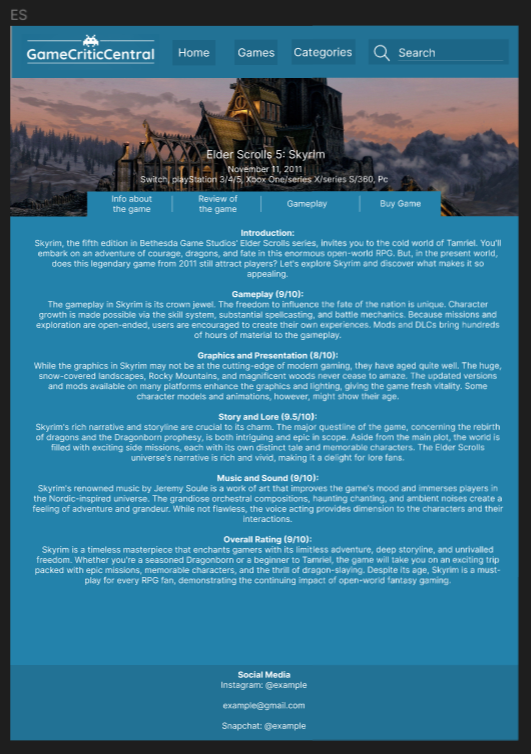 ES
GameCriticCentral
Home
Games
Categories
Search
Elder Scrolls 5: Skyrim
November 11, 2011
Switch, playStation 3/4/5, Xbox One/series X/series S/360, Pc
Info about
the game
Review of
the game
Gameplay
Buy Geme
Introduction:
Skyrim, the fifth edition in Bethesda Game Studios' Elder Scrolls series, invites you to the cold world of Tamriel. You'll
embark on an adventure of courage, dragons, and fate in this enormous open-world RPG. But, in the present world,
does this legendary game from 2011 still attract players? Let's explore Skyrim and discover what makes it so
appealing.
Gameplay (9/10):
The gameplay in Skyrim is its crown jewel. The freedom to influence the fate of the nation is unique. Character
growth is made possible via the skill system, substantial spellcasting, and battle mechanics. Because missions and
exploration are open-ended, users are encouraged to create their own experiences. Mods and DLCs bring hundreds
of hours of material to the gameplay.
Graphics and Presentation (8/10):
While the graphics in Skyrim may not be at the cutting-edge of modern gaming, they have aged quite well. The huge,
snow-covered landscapes, Rocky Mountains, and magnificent woods never cease to amaze. The updated versions
and mods available on many platforms enhance the graphics and lighting, giving the game fresh vitality. Some
character models and animations, however, might show their age.
Story and Lore (9.5/10):
Skyrim's rich narrative and storyline are crucial to its charm. The major questline of the game, concerning the rebirth
of dragons and the Dragonborn prophesy, is both intriguing and epic in scope. Aside from the main plot, the world is
filled with exciting side missions, each with its own distinct tale and memorable characters. The Elder Scrolls
universe's narrative is rich and vivid, making it a delight for lore fans.
Music and Sound (9/10):
Skyrim's renowned music by Jeremy Soule is a work of art that improves the game's mood and immerses players in
the Nordic-inspired universe. The grandiose orchestral compositions, haunting chanting, and ambient noises create a
feeling of adventure and grandeur. While not flawless, the voice acting provides dimension to the characters and their
interactions.
Overall Rating (9/10):
Skyrim is a timeless masterpiece that enchants gamers with its limitless adventure, deep storyline, and unrivalled
freedom. Whether you're a seasoned Dragonborn or a beginner to Tamriel, the game will take you on an exciting trip
packed with epic missions, memorable characters, and the thrill of dragon-slaying. Despite its age, Skyrim is a must-
play for every RPG fan, demonstrating the continuing impact of open-world fantasy gaming.
Social Media
Instagram: @example
example@gmail.com
Snapchat: @example